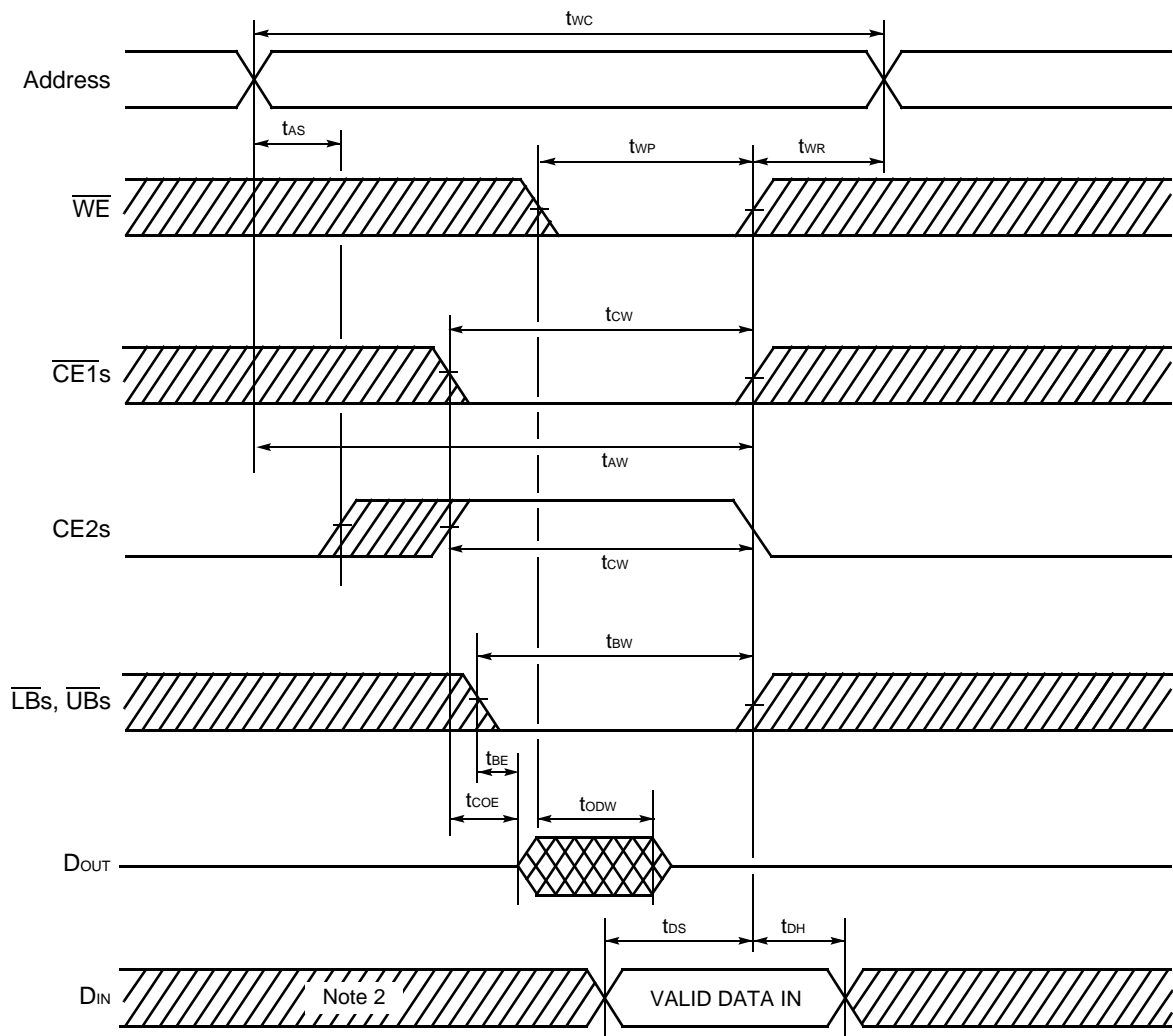 tWC
Address
tAS
tWP
tWR
WE
tCW
CE1s
tAW
CE2s
tCW
tBW
LBs, UBs
tBE
tCOE
tODW
DOUT
tDS
tDH
DIN
Note 2
VALID DATA IN